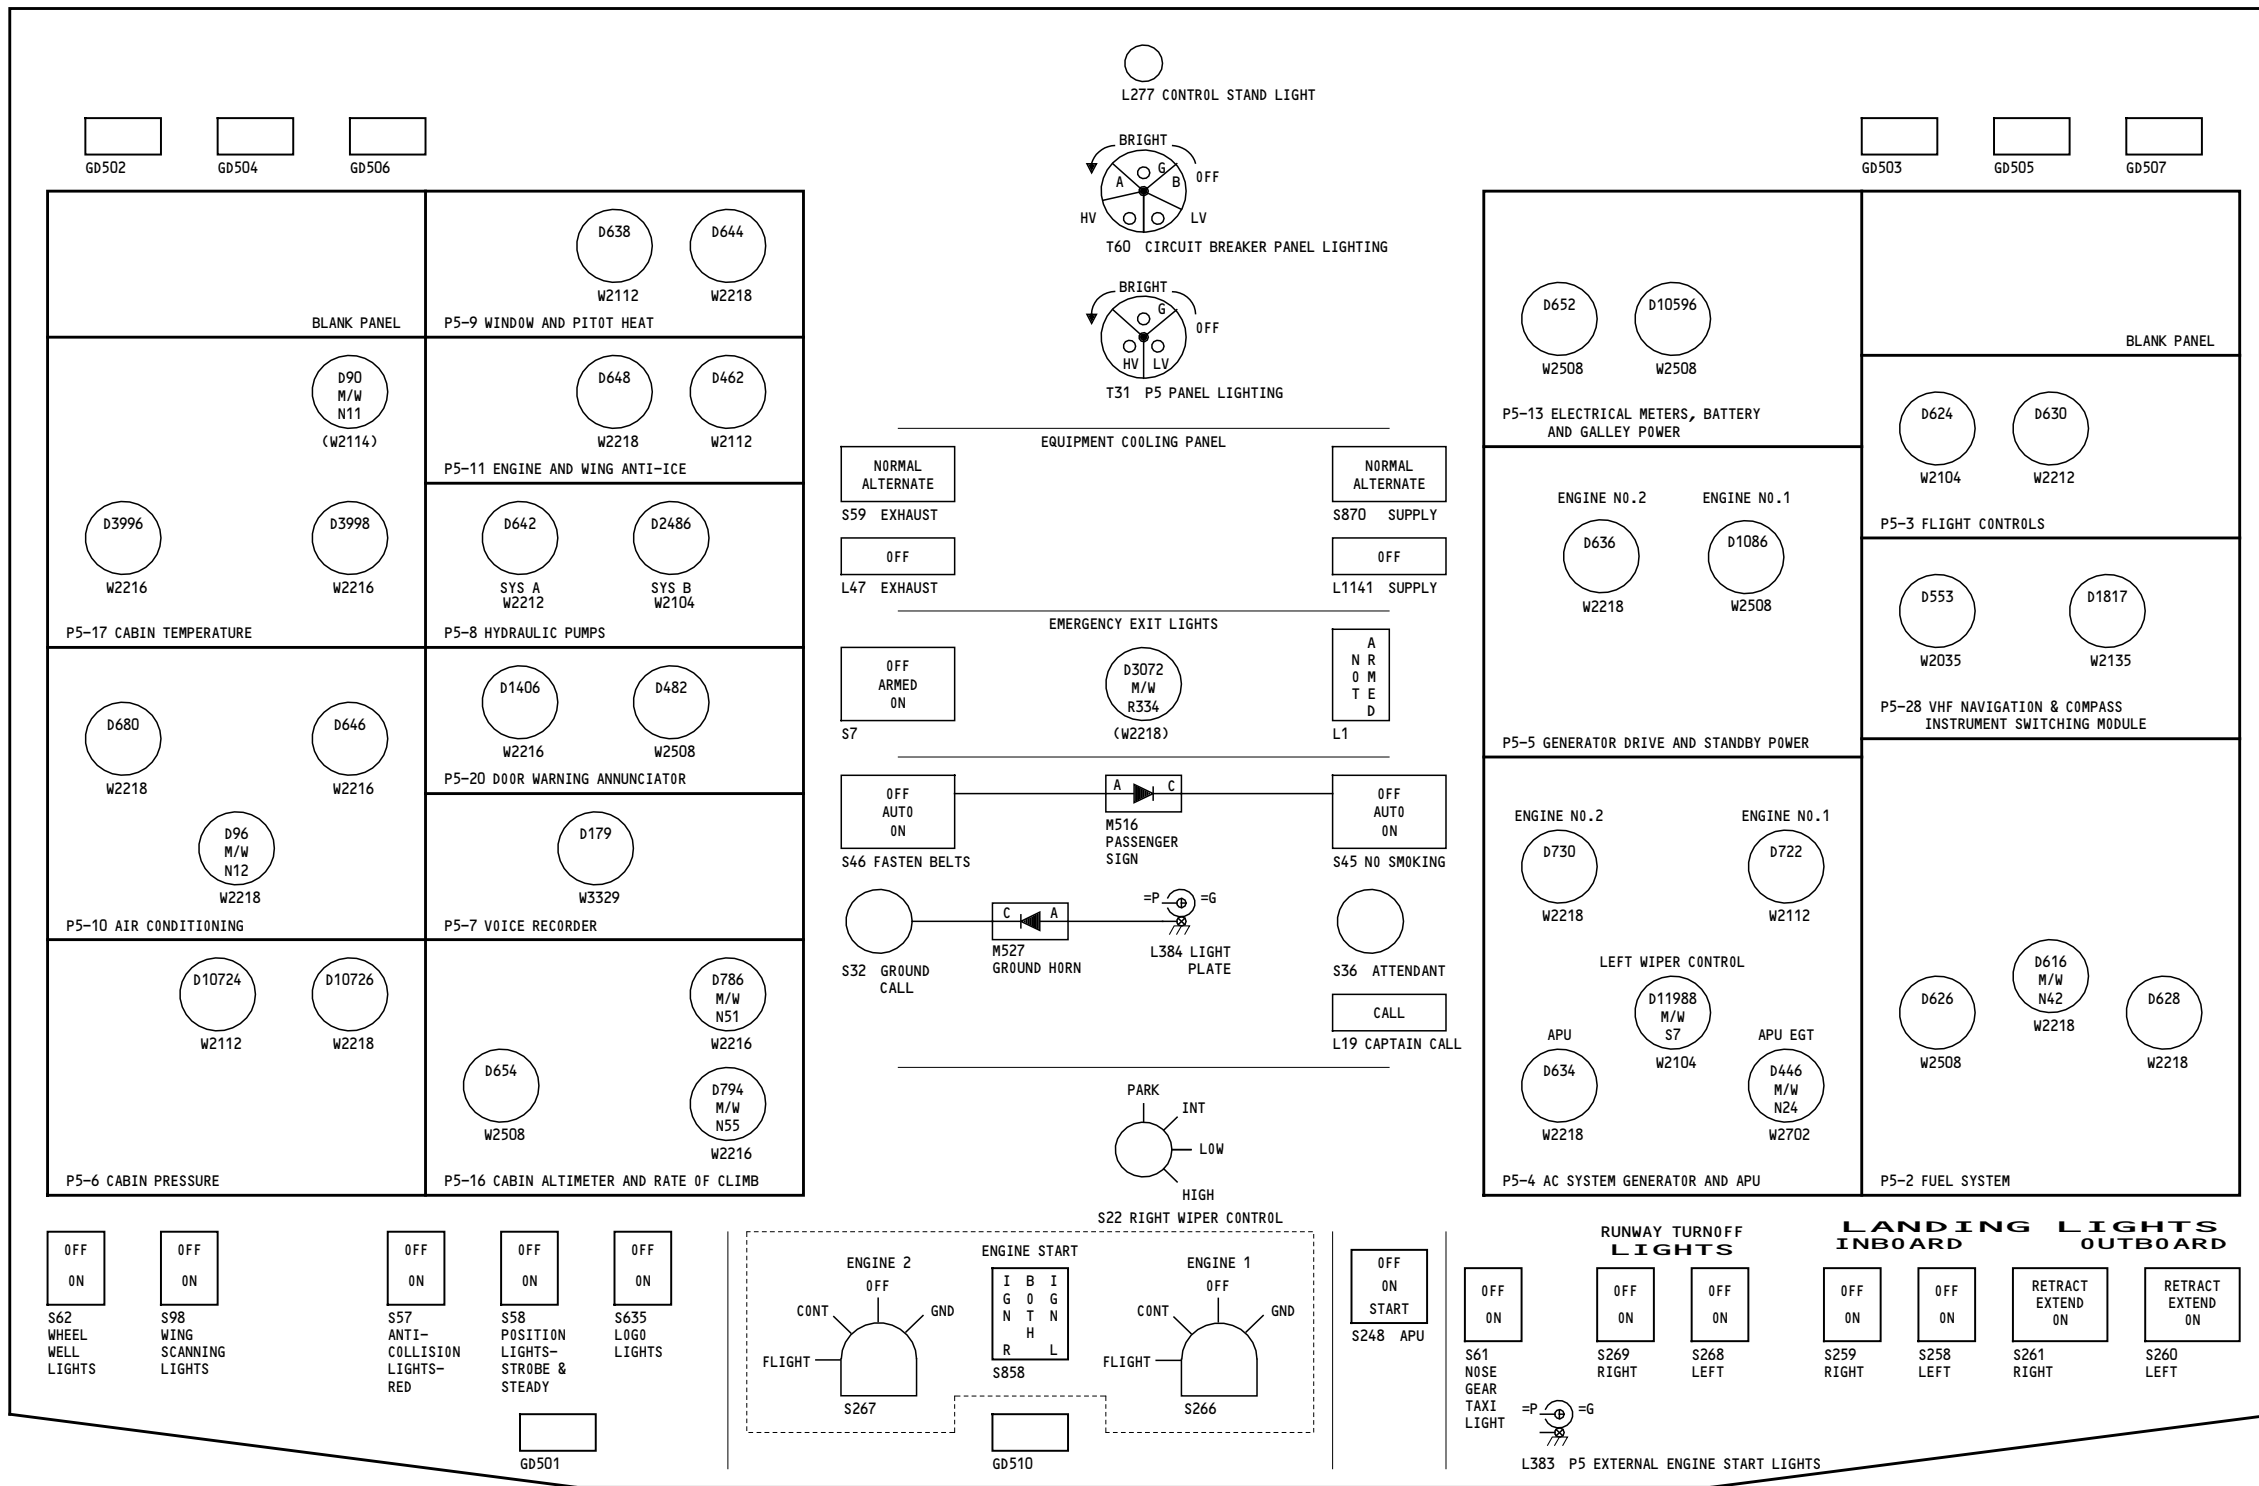 L277 CONTROL STAND LIGHT
GD502
GD504
GD506
BLANK PANEL
D638
W2112
D644
W2218
P5-9 WINDOW AND PITOT HEAT
D90
M/W
N11
(W2114)
D3996
W2216
D3998
W2216
P5-17 CABIN TEMPERATURE
D648
W2218
D462
W2112
P5-11 ENGINE AND WING ANTI-ICE
D642
SYS A
W2212
D2486
SYS B
W2104
P5-8 HYDRAULIC PUMPS
D680
W2218
D646
W2216
D96
M/W
N12
W2218
P5-10 AIR CONDITIONING
D1406
W2216
D482
W2508
P5-20 DOOR WARNING ANNUNCIATOR
D179
W3329
P5-7 VOICE RECORDER
D10724
W2112
D10726
W2218
P5-6 CABIN PRESSURE
D786
M/W
N51
W2216
D654
W2508
D794
M/W
N55
W2216
P5-16 CABIN ALTIMETER AND RATE OF CLIMB
BRIGHT
OFF
A
G
B
HV
LV
T60 CIRCUIT BREAKER PANEL LIGHTING
BRIGHT
OFF
G
HV
LV
T31 P5 PANEL LIGHTING
EQUIPMENT COOLING PANEL
NORMAL
ALTERNATE
S59 EXHAUST
NORMAL
ALTERNATE
S870 SUPPLY
OFF
L47 EXHAUST
OFF
L1141 SUPPLY
EMERGENCY EXIT LIGHTS
OFF
ARMED
ON
S7
D3072
M/W
R334
(W2218)
NOT
ARMED
L1
OFF
AUTO
ON
S46 FASTEN BELTS
A C
M516
PASSENGER
SIGN
OFF
AUTO
ON
S45 NO SMOKING
S32 GROUND
CALL
C A
M527
GROUND HORN
=P =G
L384 LIGHT
PLATE
S36 ATTENDANT
CALL
L19 CAPTAIN CALL
PARK
INT
LOW
HIGH
S22 RIGHT WIPER CONTROL
GD503
GD505
GD507
D652
W2508
D10596
W2508
P5-13 ELECTRICAL METERS, BATTERY
AND GALLEY POWER
BLANK PANEL
D624
W2104
D630
W2212
P5-3 FLIGHT CONTROLS
ENGINE NO.2
D636
W2218
ENGINE NO.1
D1086
W2508
P5-5 GENERATOR DRIVE AND STANDBY POWER
D553
W2035
D1817
W2135
P5-28 VHF NAVIGATION & COMPASS
INSTRUMENT SWITCHING MODULE
ENGINE NO.2
D730
W2218
ENGINE NO.1
D722
W2112
LEFT WIPER CONTROL
D11988
M/W
S7
W2104
APU
D634
W2218
APU EGT
D446
M/W
N24
W2702
P5-4 AC SYSTEM GENERATOR AND APU
D626
W2508
D616
M/W
N42
W2218
D628
W2218
P5-2 FUEL SYSTEM
OFF
ON
S62
WHEEL
WELL
LIGHTS
OFF
ON
S98
WING
SCANNING
LIGHTS
OFF
ON
S57
ANTI-
COLLISION
LIGHTS-
RED
OFF
ON
S58
POSITION
LIGHTS-
STROBE &
STEADY
OFF
ON
S635
LOGO
LIGHTS
GD501
ENGINE 2
OFF
CONT
GND
FLIGHT
S267
ENGINE START
IGN R
BOTH
IGN L
S858
ENGINE 1
OFF
CONT
GND
FLIGHT
S266
GD510
OFF
ON
START
S248 APU
OFF
ON
S61
NOSE
GEAR
TAXI
LIGHT
RUNWAY TURNOFF
LIGHTS
OFF
ON
S269
RIGHT
OFF
ON
S268
LEFT
LANDING LIGHTS
INBOARD OUTBOARD
OFF
ON
S259
RIGHT
OFF
ON
S258
LEFT
RETRACT
EXTEND
ON
S261
RIGHT
RETRACT
EXTEND
ON
S260
LEFT
=P =G
L383 P5 EXTERNAL ENGINE START LIGHTS